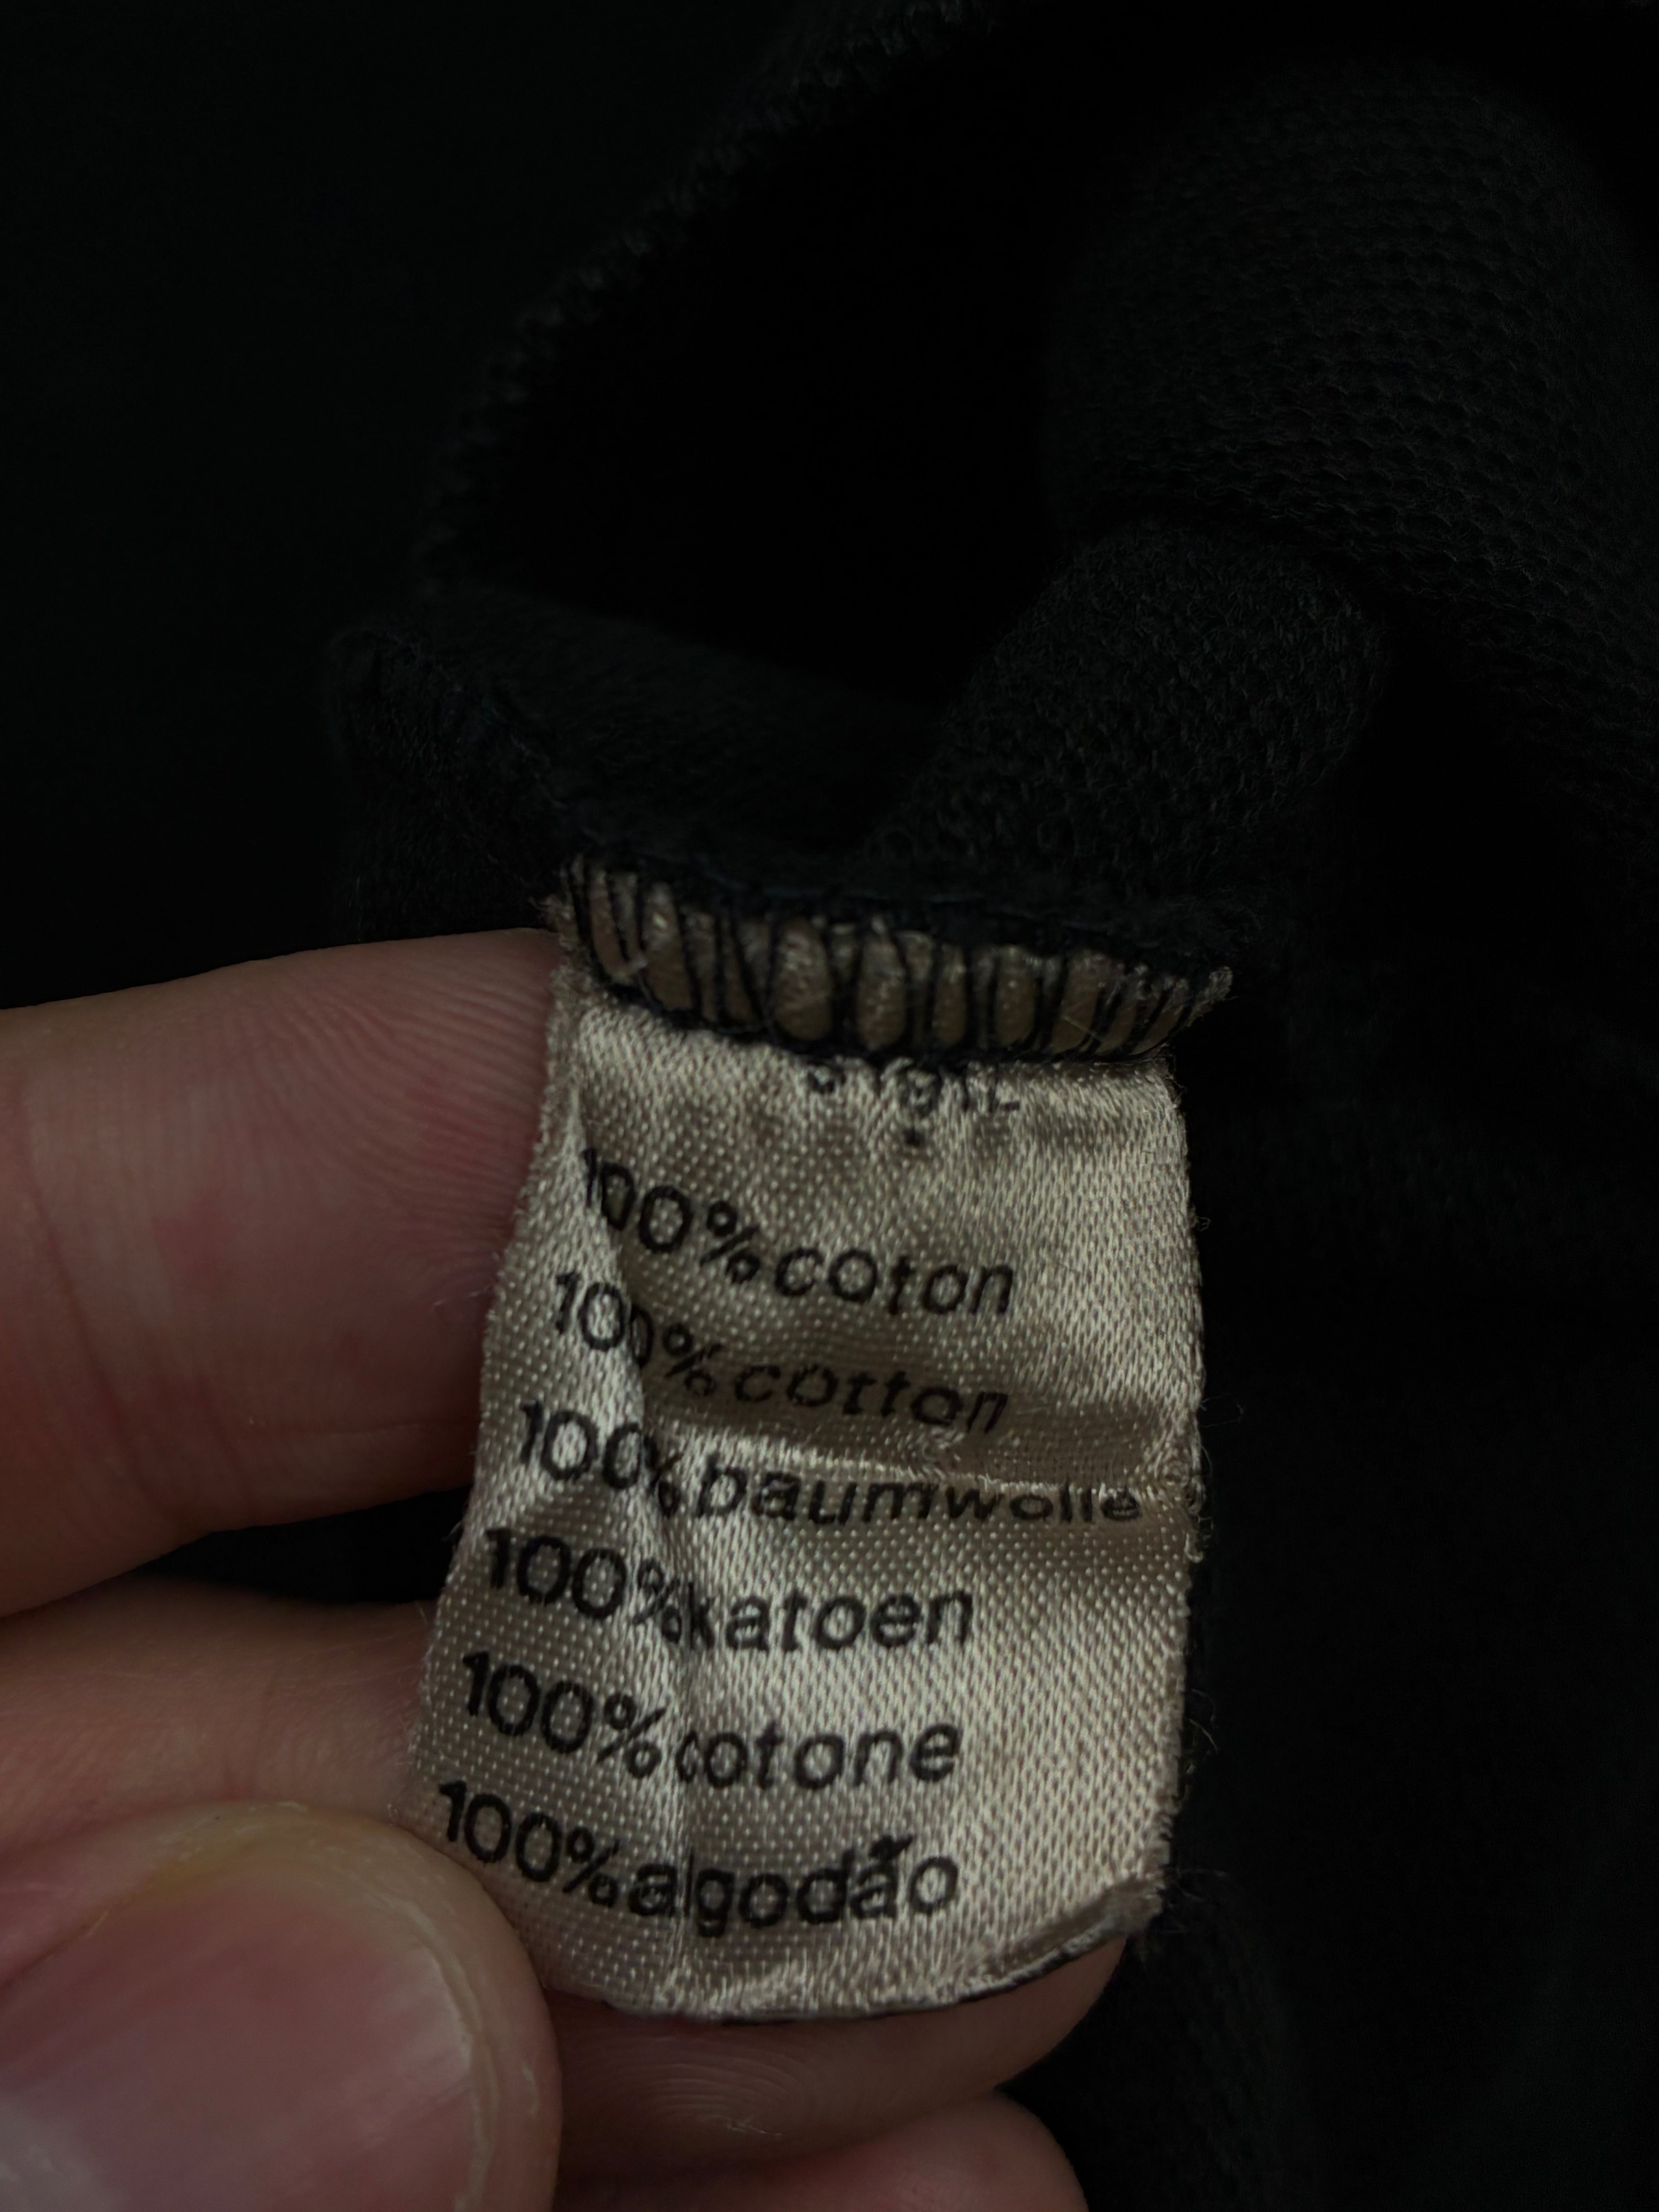 100% coton
100% cotton
100% baumwolle
100% katoen
100% cotone
100% algodão